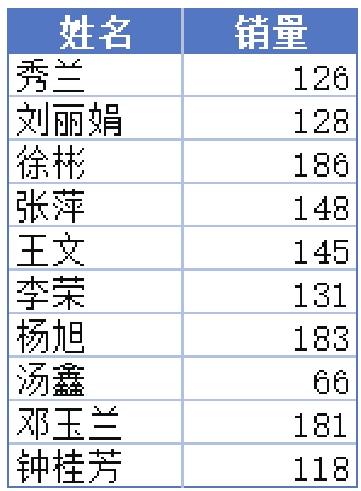 姓名 销量
秀兰 126
刘丽娟 128
徐彬 186
张萍 148
王文 145
李荣 131
杨旭 183
汤鑫 66
邓玉兰 181
钟桂芳 118